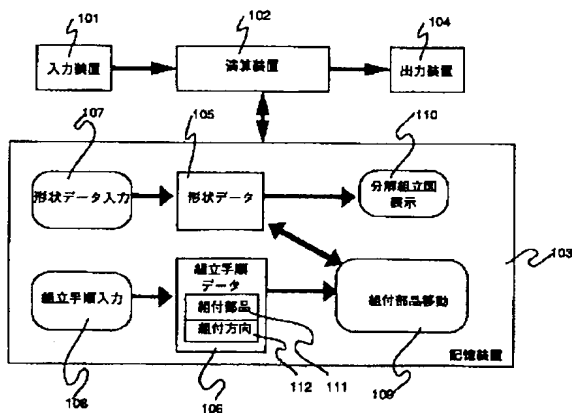 101
102
104
入力装置
演算装置
出力装置
107
105
110
形状データ入力
形状データ
分解組立図
表示
103
組立手順入力
組立手順
データ
組付部品
組付方向
組付部品移動
記憶装置
108
106
112
111
109